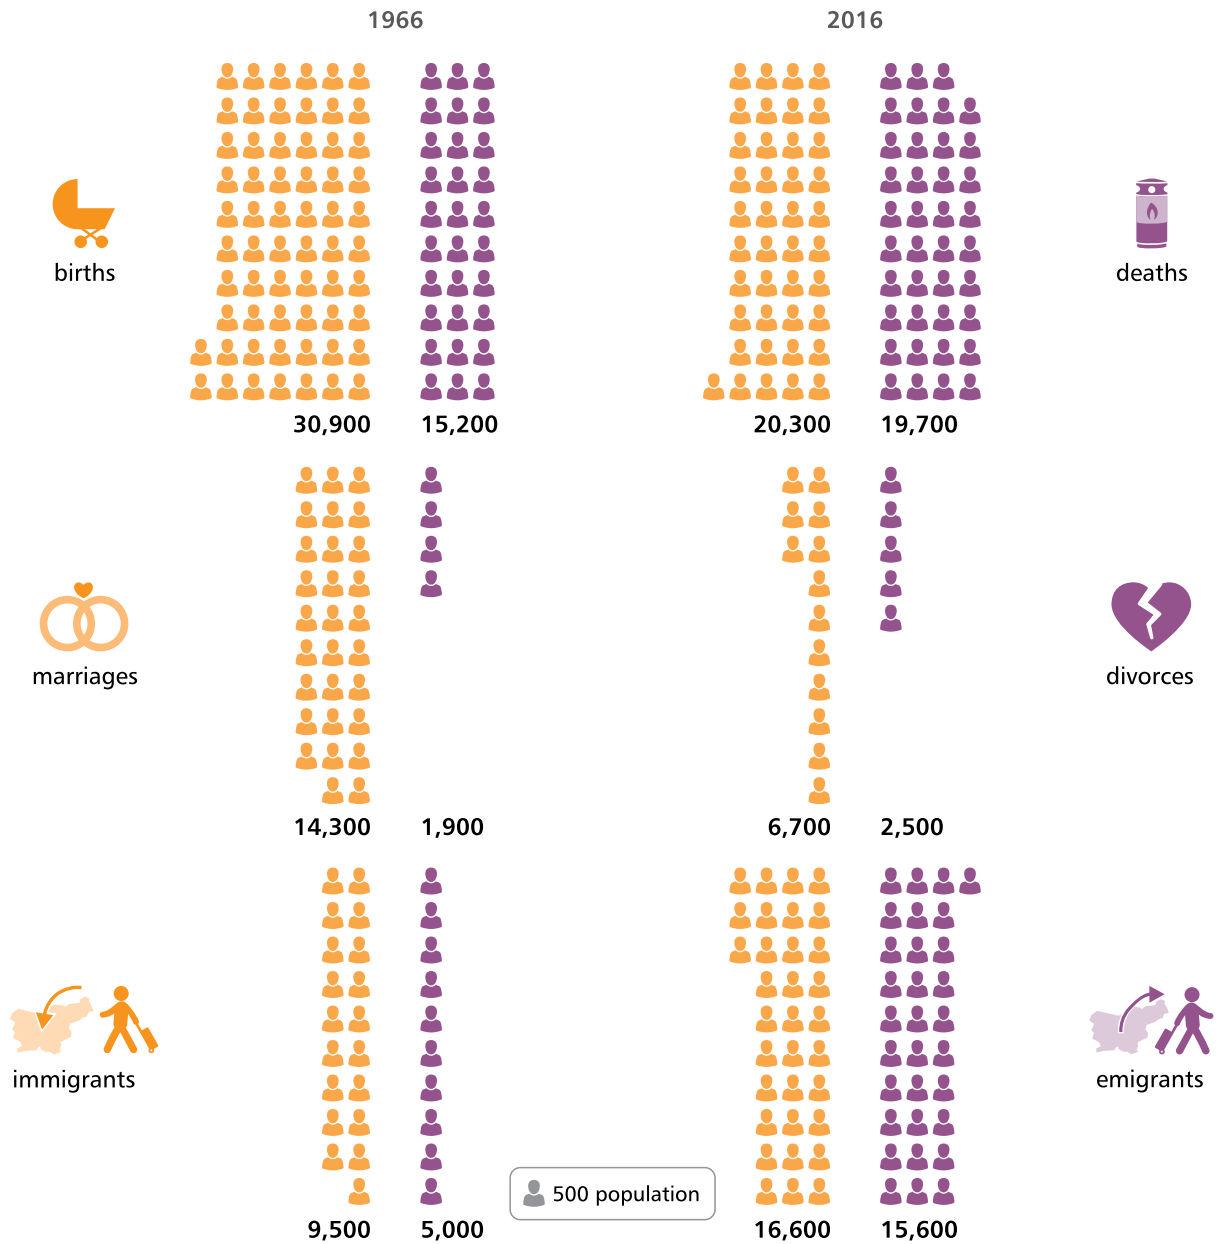 1966
2016
births
deaths
30,900
15,200
20,300
19,700
marriages
divorces
14,300
1,900
6,700
2,500
immigrants
emigrants
500 population
9,500
5,000
16,600
15,600